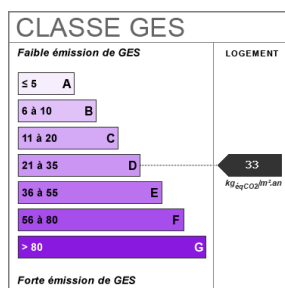 CLASSE GES
Faible émission de GES
LOGEMENT
≤ 5 A
6 à 10 B
11 à 20 C
21 à 35 D
33
kgéqCO2/m².an
36 à 55 E
56 à 80 F
> 80 G
Forte émission de GES